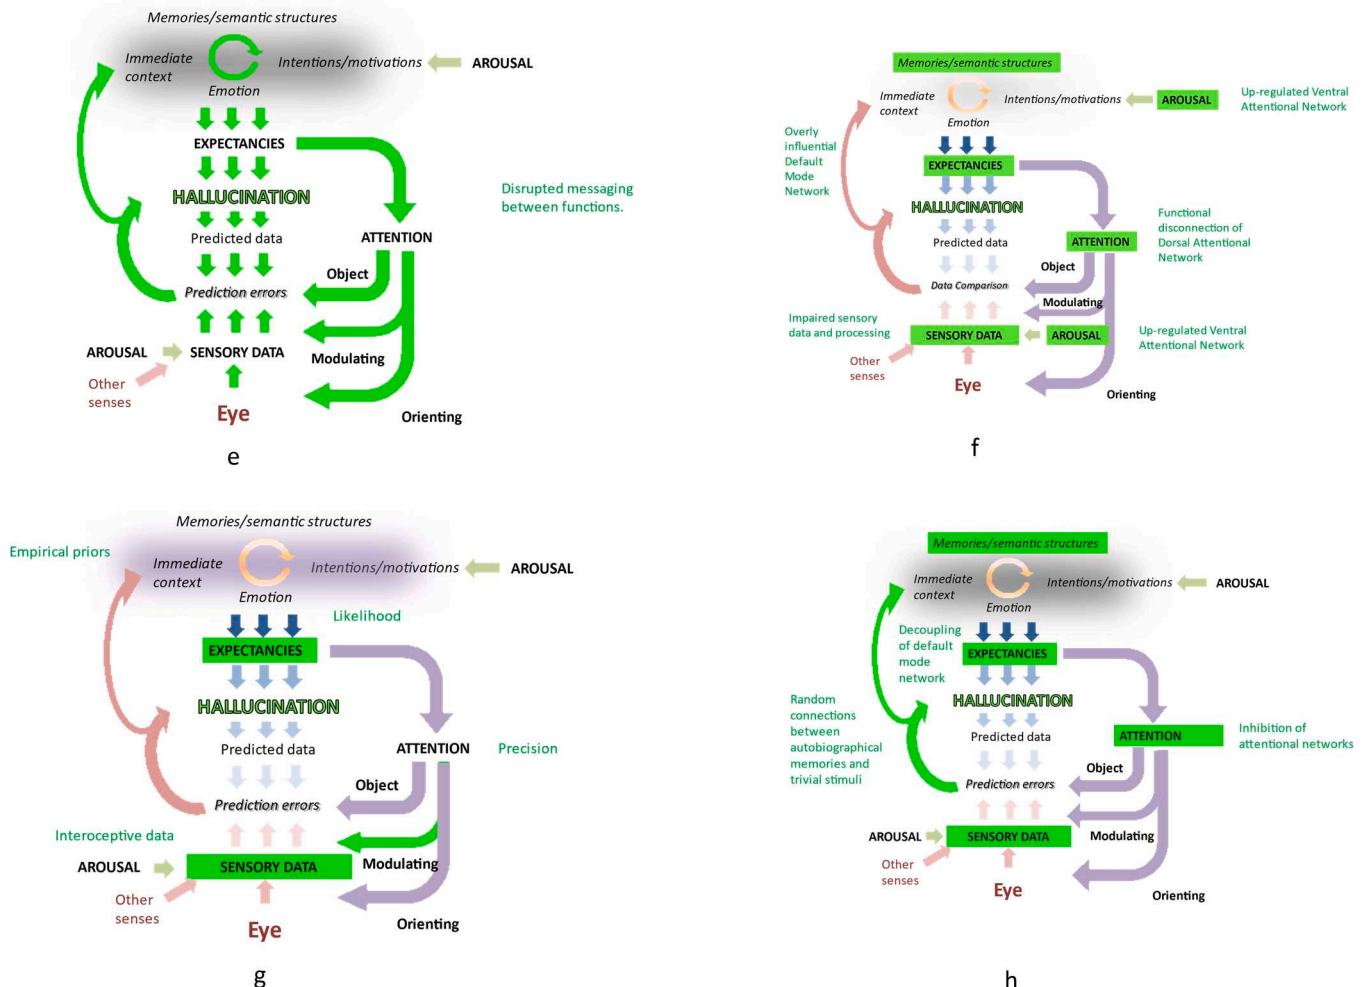 Memories/semantic structures
Immediate
context
Intentions/motivations
AROUSAL
Emotion
EXPECTANCIES
HALLUCINATION
Disrupted messaging
between functions.
Predicted data
ATTENTION
Object
Prediction errors
AROUSAL
SENSORY DATA
Modulating
Other
senses
Eye
Orienting
e
Memories/semantic structures
Immediate
context
Intentions/motivations
AROUSAL
Up-regulated Ventral
Attentional Network
Emotion
Overly
influential
Default
Mode
Network
EXPECTANCIES
HALLUCINATION
Predicted data
ATTENTION
Functional
disconnection of
Dorsal Attentional
Network
Object
Data Comparison
Modulating
Impaired sensory
data and processing
SENSORY DATA
AROUSAL
Up-regulated Ventral
Attentional Network
Other
senses
Eye
Orienting
f
Memories/semantic structures
Empirical priors
Immediate
context
Intentions/motivations
AROUSAL
Emotion
Likelihood
EXPECTANCIES
HALLUCINATION
Predicted data
ATTENTION
Precision
Object
Prediction errors
Interoceptive data
AROUSAL
SENSORY DATA
Modulating
Other
senses
Eye
Orienting
g
Memories/semantic structures
Immediate
context
Intentions/motivations
AROUSAL
Emotion
Decoupling
of default
mode
network
EXPECTANCIES
HALLUCINATION
Random
connections
between
autobiographical
memories and
trivial stimuli
Predicted data
ATTENTION
Inhibition of
attentional networks
Object
Prediction errors
AROUSAL
SENSORY DATA
Modulating
Other
senses
Eye
Orienting
h